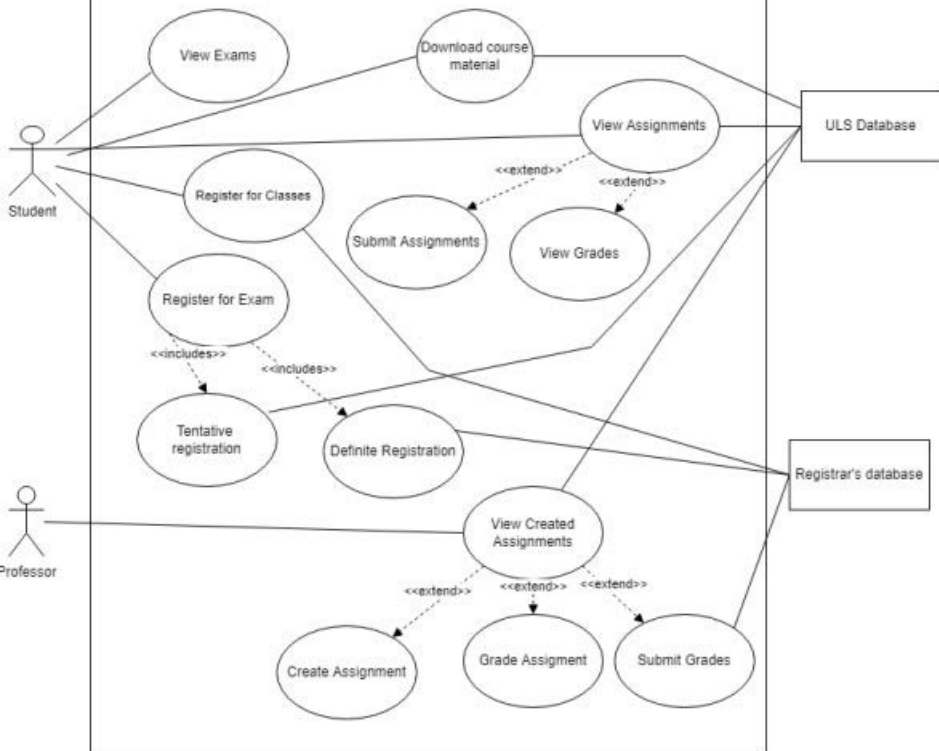 View Exams
Download course
material
View Assignments
ULS Database
<<extend>>
<<extend>>
Student
Register for Classes
Submit Assignments
View Grades
Register for Exam
<<includes>>
<<includes>>
Tentative
registration
Definite Registration
Registrar's database
View Created
Assignments
Professor
<<extend>>
<<extend>>
<<extend>>
Create Assignment
Grade Assigment
Submit Grades